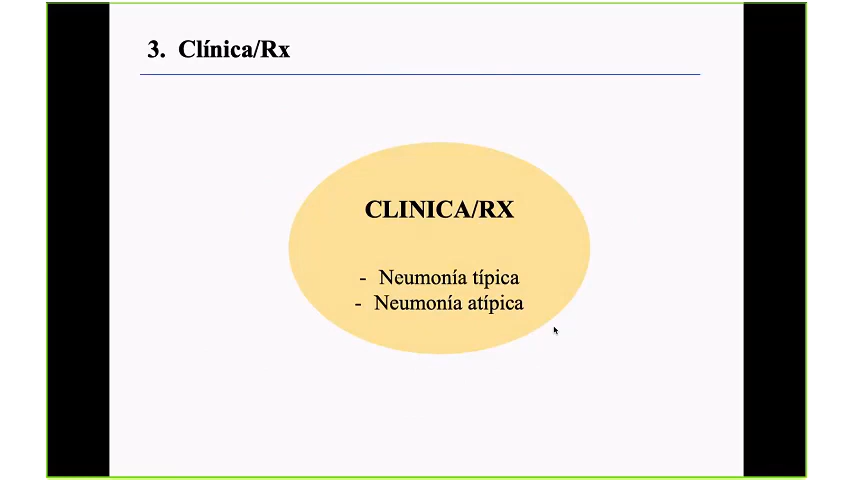 3. Clínica/Rx
CLINICA/RX
- Neumonía típica
- Neumonía atípica